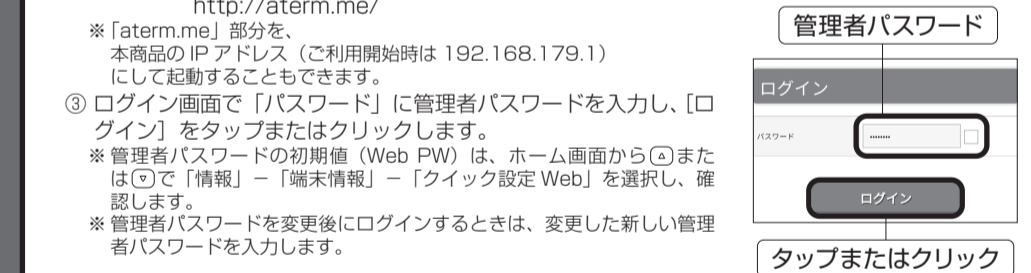 http://aterm.me/
※「aterm.me」部分を、
本商品の IP アドレス（ご利用開始時は 192.168.179.1）
にして起動することもできます。
③ ログイン画面で「パスワード」に管理者パスワードを入力し、［ロ
グイン］をタップまたはクリックします。
※ 管理者パスワードの初期値（Web PW）は、ホーム画面から△また
は▽で「情報」－「端末情報」－「クイック設定 Web」を選択し、確
認します。
※ 管理者パスワードを変更後にログインするときは、変更した新しい管理
者パスワードを入力します。
管理者パスワード
ログイン
パスワード
ログイン
タップまたはクリック